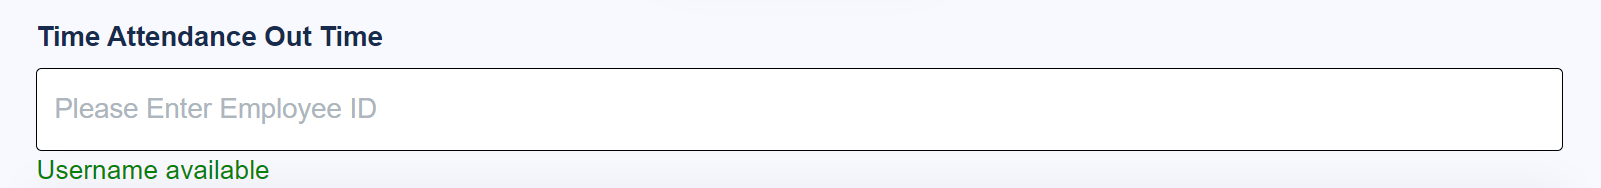 Time Attendance Out Time
Please Enter Employee ID
Username available